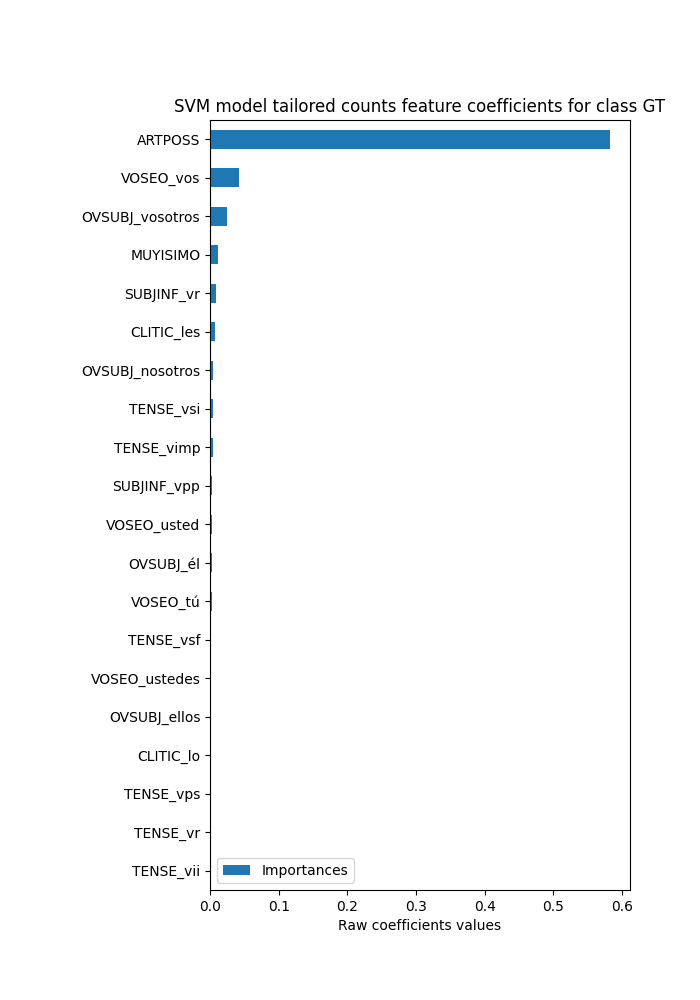 SVM model tailored counts feature coefficients for class GT
ARTPOSS
VOSEO_vos
OVSUBJ_vosotros
MUYISIMO
SUBJINF_vr
CLITIC_les
OVSUBJ_nosotros
TENSE_vsi
TENSE_vimp
SUBJINF_vpp
VOSEO_usted
OVSUBJ_él
VOSEO_tú
TENSE_vsf
VOSEO_ustedes
OVSUBJ_ellos
CLITIC_lo
TENSE_vps
TENSE_vr
TENSE_vii
Importances
0.0 0.1 0.2 0.3 0.4 0.5 0.6
Raw coefficients values